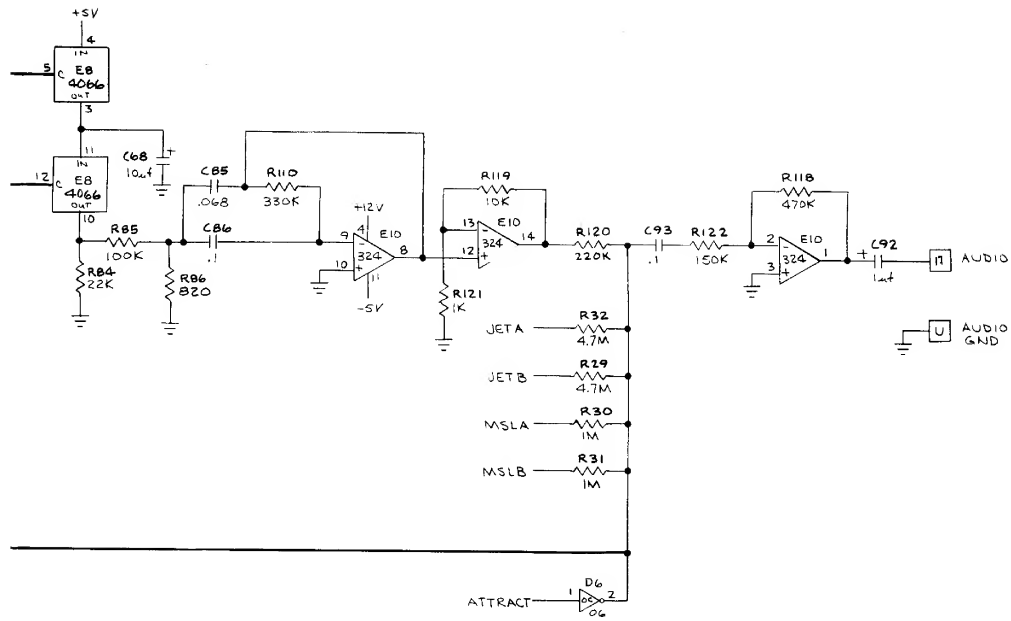 +5V
4
IN
5
C
E8
4066
OUT
3
11
IN
12
C
E8
4066
OUT
10
C68
+
10uf
C85
.068
R110
330K
C86
.1
R85
100K
R84
22K
R86
820
+12V
4
E10
9
-
324
8
10
+
11
-5V
R119
10K
13
-
E10
324
14
12
+
R121
1K
R120
220K
C93
.1
R122
150K
R118
470K
2
-
E10
324
1
3
+
+
C92
1uf
AUDIO
U
AUDIO
GND
JETA
R32
4.7M
JETB
R29
4.7M
MSLA
R30
1M
MSLB
R31
1M
ATTRACT
1
D6
OC
2
06